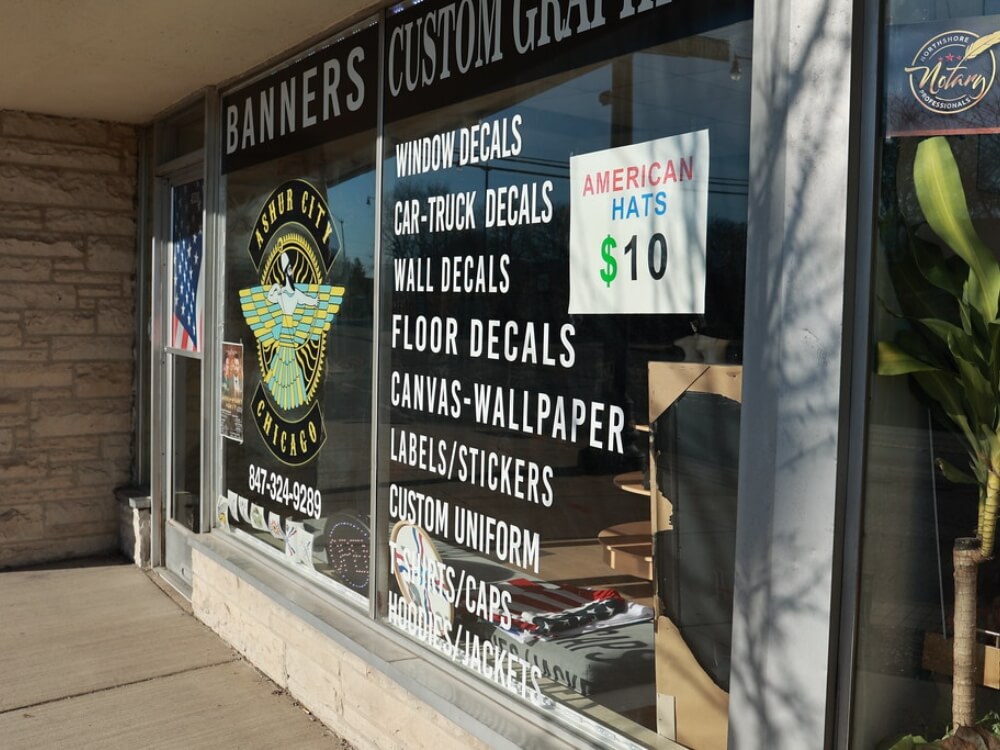 BANNERS
CUSTOM
ASHUR CITY
CHICAGO
847-324-9289
WINDOW DECALS
CAR-TRUCK DECALS
WALL DECALS
FLOOR DECALS
CANVAS-WALLPAPER
LABELS/STICKERS
CUSTOM UNIFORM
T-SHIRTS/CAPS
HOODIES/JACKETS
AMERICAN
HATS
$10
NORTHSHORE
Notary
PROFESSIONALS